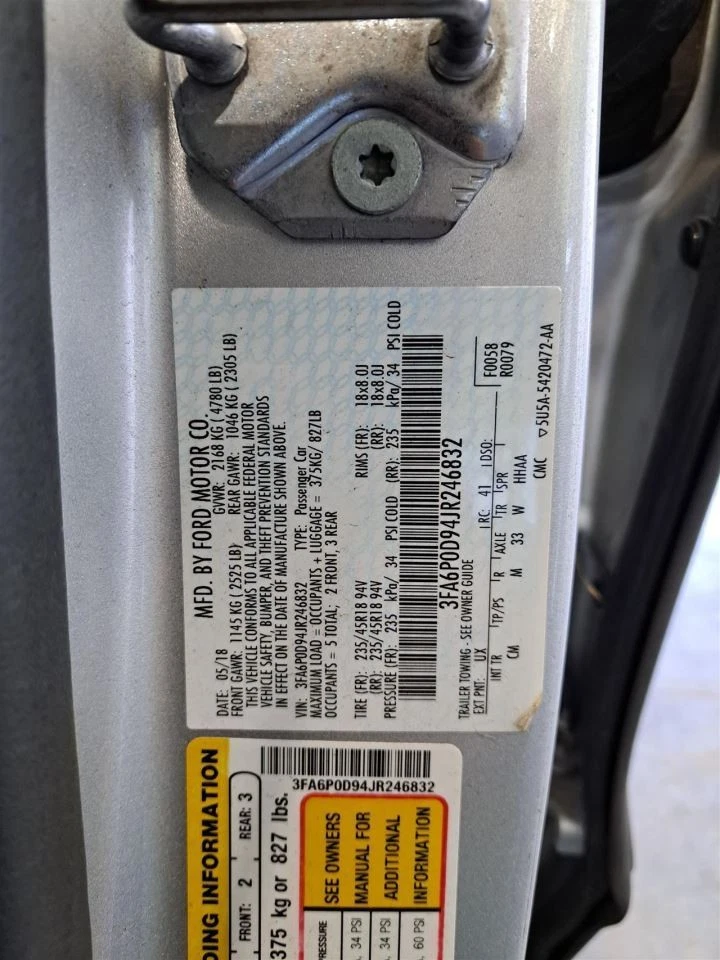 MFD. BY FORD MOTOR CO.
DATE: 05/18 GVWR: 2168 KG (4780 LB)
FRONT GAWR: 1145 KG (2525 LB) REAR GAWR: 1046 KG (2305 LB)
THIS VEHICLE CONFORMS TO ALL APPLICABLE FEDERAL MOTOR
VEHICLE SAFETY, BUMPER, AND THEFT PREVENTION STANDARDS
IN EFFECT ON THE DATE OF MANUFACTURE SHOWN ABOVE.
VIN: 3FA6P0D94JR246832 TYPE: Passenger Car
MAXIMUM LOAD = OCCUPANTS + LUGGAGE = 375KG/ 827LB
OCCUPANTS = 5 TOTAL; 2 FRONT, 3 REAR
TIRE (FR): 235/45R18 94V RIMS (FR): 18x8.0J
(RR): 235/45R18 94V (RR): 18x8.0J
PRESSURE (FR): 235 kPa/ 34 PSI COLD (RR): 235 kPa/ 34 PSI COLD
3FA6P0D94JR246832
TRAILER TOWING - SEE OWNER GUIDE F0058
EXT PNT: UX RC: 41 DSO: R0079
INT TR TP/PS R AXLE TR SPR
CM M 33 W HHAA
CMC ▽5U5A-5420472-AA
DING INFORMATION
FRONT: 2 REAR: 3
375 kg or 827 lbs.
3FA6P0D94JR246832
PRESSURE SEE OWNERS
, 34 PSI MANUAL FOR
, 34 PSI ADDITIONAL
, 60 PSI INFORMATION